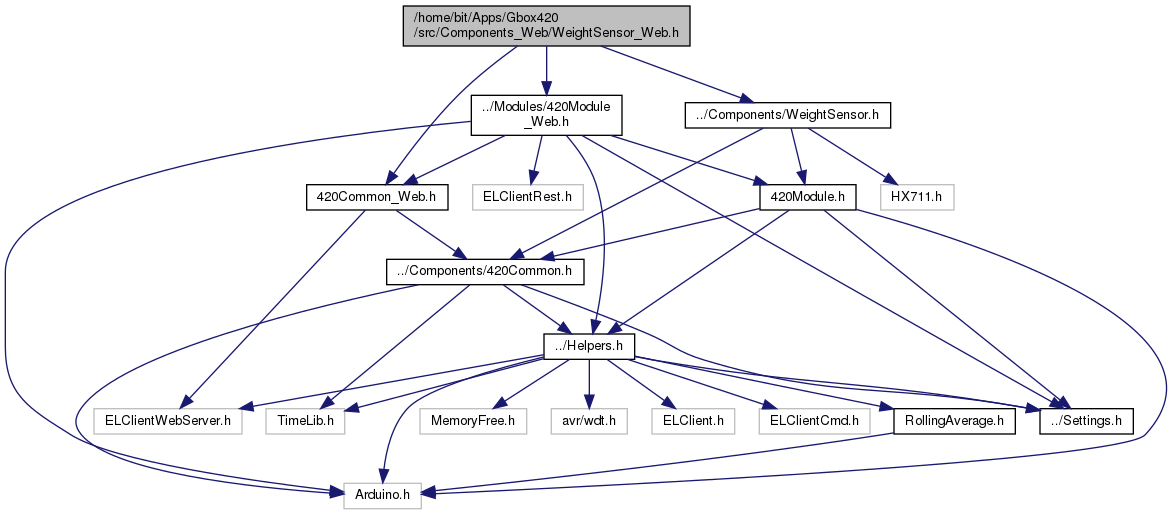 /home/bit/Apps/Gbox420
/src/Components_Web/WeightSensor_Web.h
../Modules/420Module
_Web.h
../Components/WeightSensor.h
420Common_Web.h
ELClientRest.h
420Module.h
HX711.h
../Components/420Common.h
../Helpers.h
ELClientWebServer.h
TimeLib.h
MemoryFree.h
avr/wdt.h
ELClient.h
ELClientCmd.h
RollingAverage.h
../Settings.h
Arduino.h